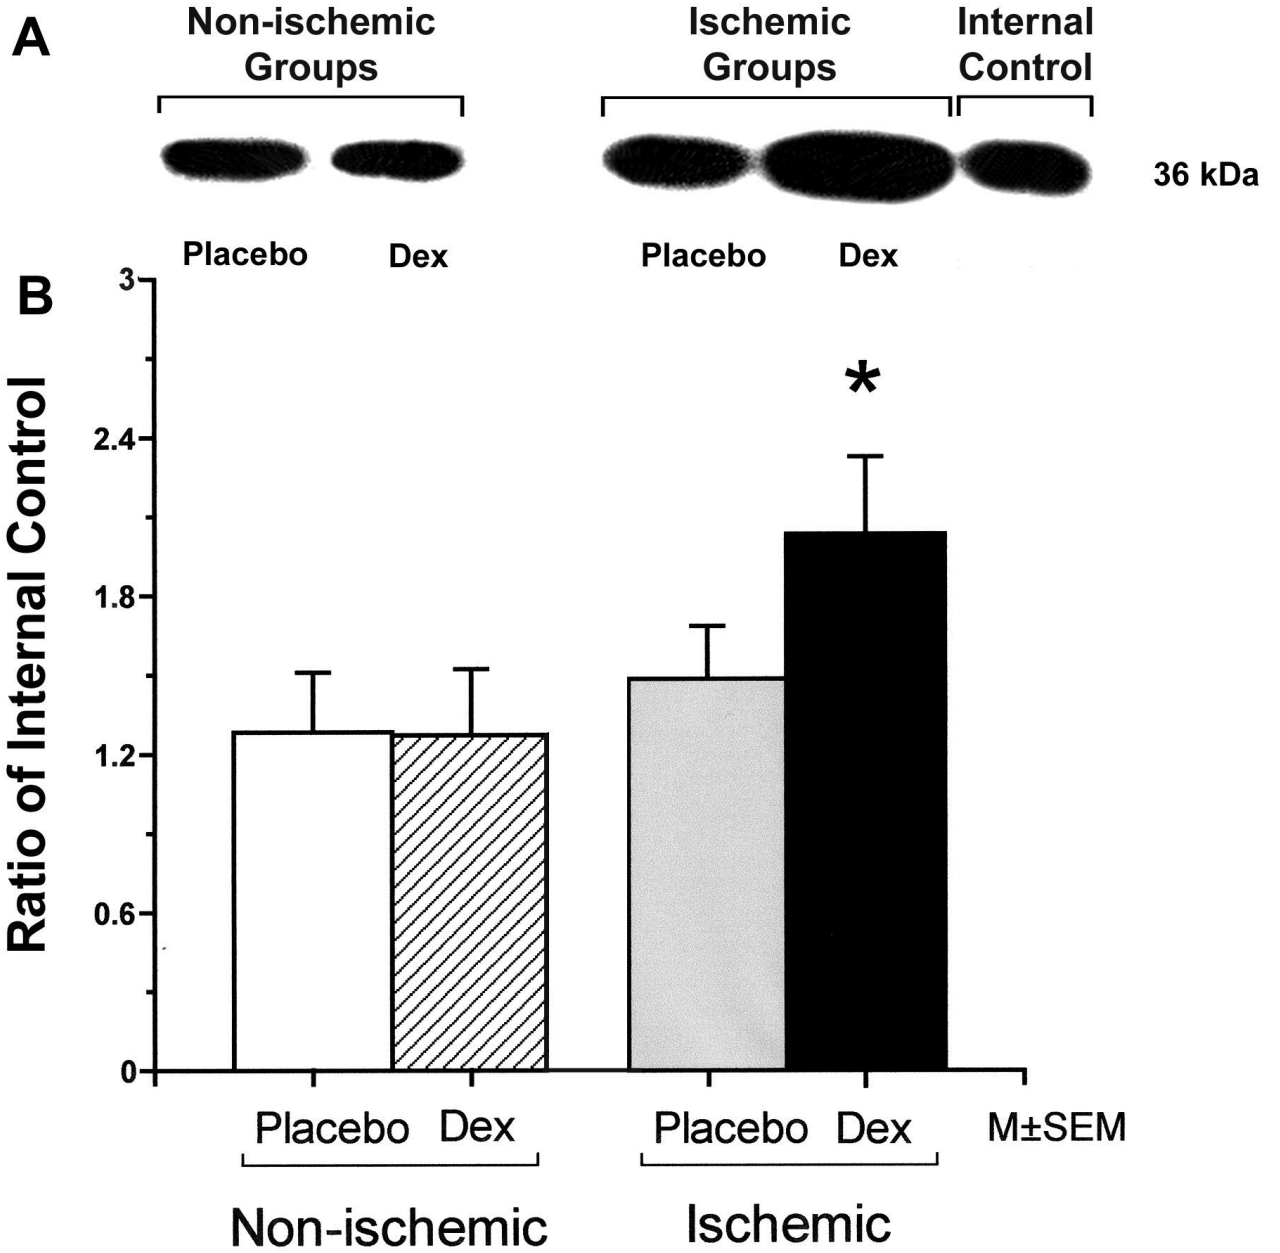 A
Non-ischemic
Groups
Ischemic
Groups
Internal
Control
36 kDa
Placebo
Dex
Placebo
Dex
B
Ratio of Internal Control
3
2.4
1.8
1.2
0.6
0
*
Placebo
Dex
Placebo
Dex
M±SEM
Non-ischemic
Ischemic